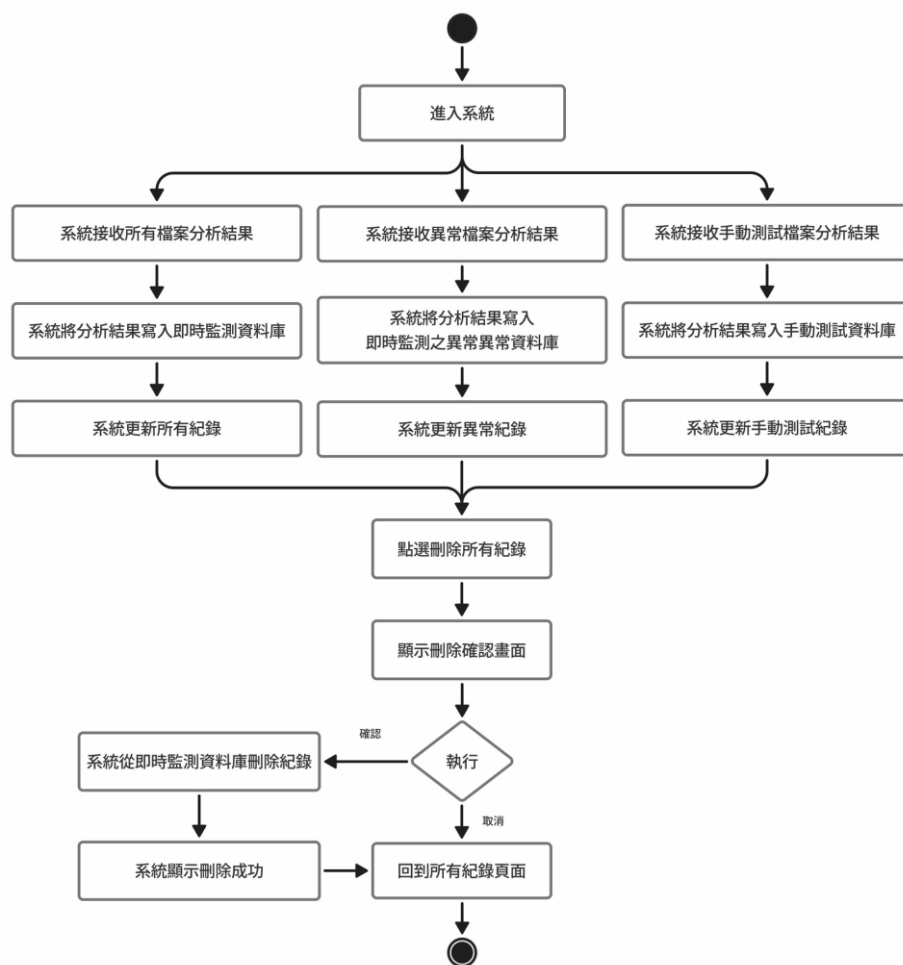 進入系統
系統接收所有檔案分析結果
系統接收異常檔案分析結果
系統接收手動測試檔案分析結果
系統將分析結果寫入即時監測資料庫
系統將分析結果寫入
即時監測之異常異常資料庫
系統將分析結果寫入手動測試資料庫
系統更新所有紀錄
系統更新異常紀錄
系統更新手動測試紀錄
點選刪除所有紀錄
顯示刪除確認畫面
確認
執行
系統從即時監測資料庫刪除紀錄
取消
系統顯示刪除成功
回到所有紀錄頁面